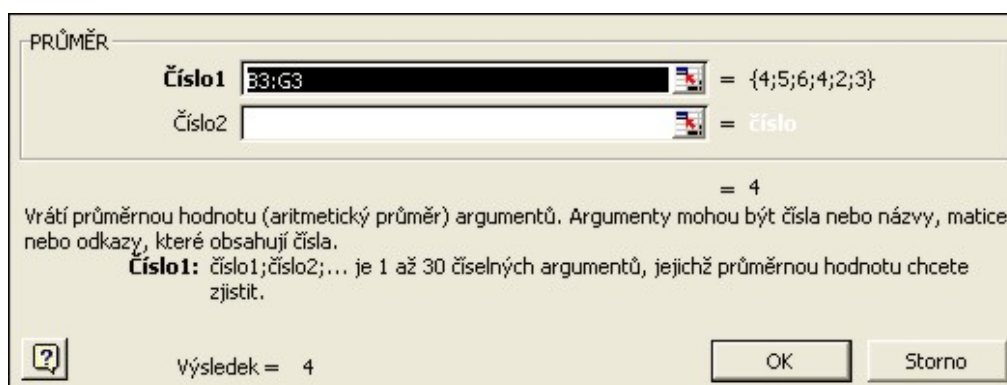 PRŮMĚR
Číslo1 B3:G3 = {4;5;6;4;2;3}
Číslo2 = číslo
= 4
Vrátí průměrnou hodnotu (aritmetický průměr) argumentů. Argumenty mohou být čísla nebo názvy, matice
nebo odkazy, které obsahují čísla.
Číslo1: číslo1;číslo2;... je 1 až 30 číselných argumentů, jejichž průměrnou hodnotu chcete
zjistit.
? Výsledek = 4 OK Storno